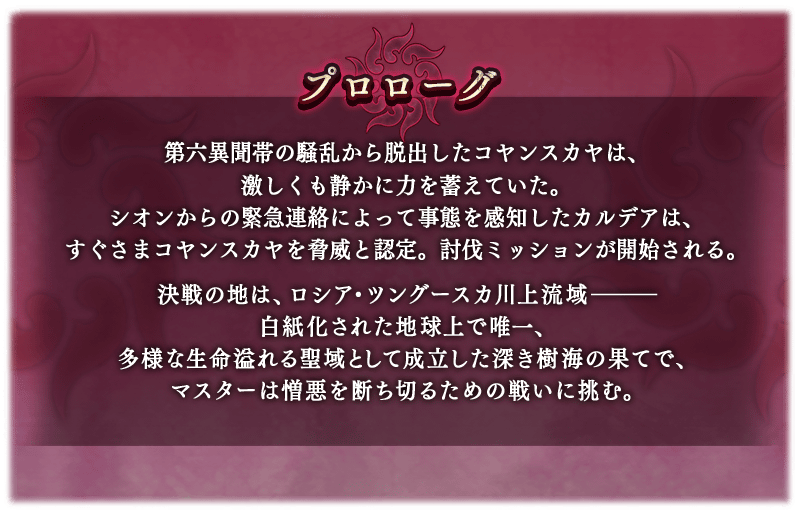 プロローグ
第六異聞帯の騒乱から脱出したコヤンスカヤは、
激しくも静かに力を蓄えていた。
シオンからの緊急連絡によって事態を感知したカルデアは、
すぐさまコヤンスカヤを脅威と認定。討伐ミッションが開始される。
決戦の地は、ロシア・ツングースカ川上流域―――
白紙化された地球上で唯一、
多様な生命溢れる聖域として成立した深き樹海の果てで、
マスターは憎悪を断ち切るための戦いに挑む。